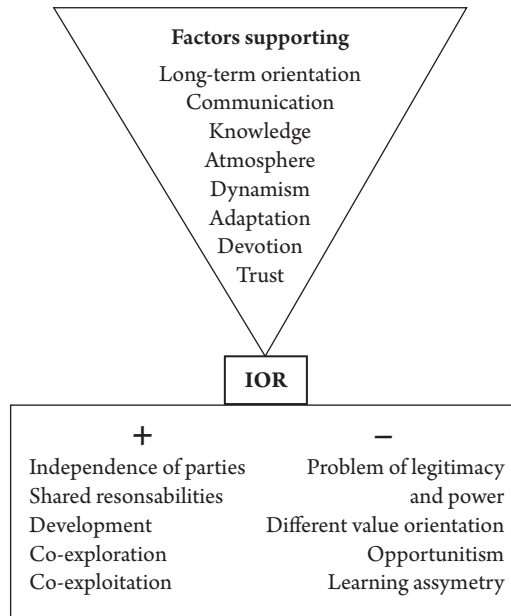 Factors supporting
Long-term orientation
Communication
Knowledge
Atmosphere
Dynamism
Adaptation
Devotion
Trust
IOR
+
Independence of parties
Shared resonsabilities
Development
Co-exploration
Co-exploitation
–
Problem of legitimacy
and power
Different value orientation
Opportunitism
Learning assymetry